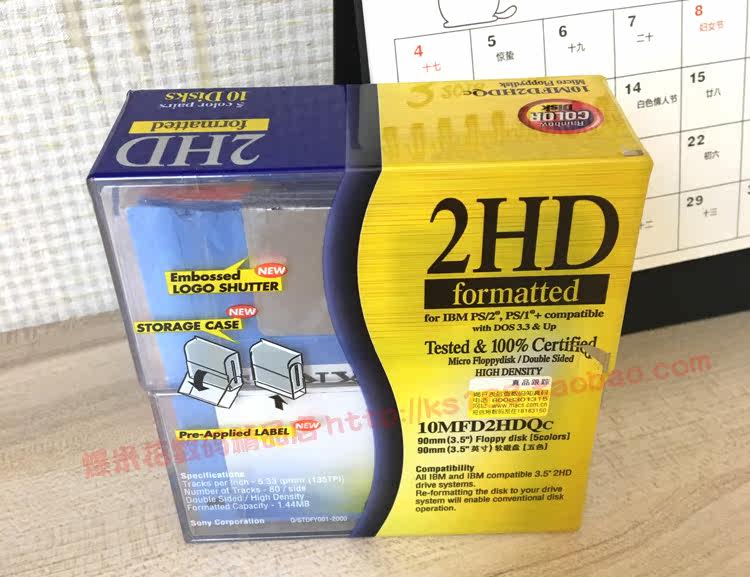 4
十七
5
惊蛰
6
十九
7
二十
8
妇女节
14
白色情人节
15
廿八
22
初六
29
十三
10MFD2HDQC
Micro Floppydisk
Rainbow
COLOR
DISK
5 color pairs
10 Disks
formatted
2HD
2HD
formatted
for IBM PS/2®, PS/1®+ compatible
with DOS 3.3 & Up
Tested & 100% Certified
Micro Floppydisk / Double Sided
HIGH DENSITY
真品跟踪
10MFD2HDQC
90mm (3.5") Floppy disk [5colors]
90mm (3.5"英寸) 软磁盘 [五色]
Compatibility
All IBM and IBM compatible 3.5" 2HD
drive systems.
Re-formatting the disk to your drive
system will enable conventional disk
operation.
Embossed NEW
LOGO SHUTTER
NEW
STORAGE CASE
Pre-Applied LABEL NEW
Specifications
Tracks per inch - 5.33 tpmm (135TPI)
Number of Tracks - 80 / side
Double Sided / High Density
Formatted Capacity - 1.44MB
Sony Corporation
Q/STDFY001-2000